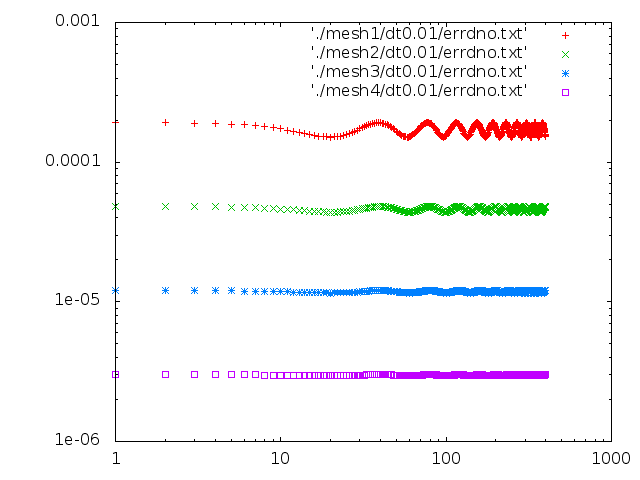 0.001
'./mesh1/dt0.01/errdno.txt'
'./mesh2/dt0.01/errdno.txt'
'./mesh3/dt0.01/errdno.txt'
'./mesh4/dt0.01/errdno.txt'
0.0001
1e-05
1e-06
1 10 100 1000